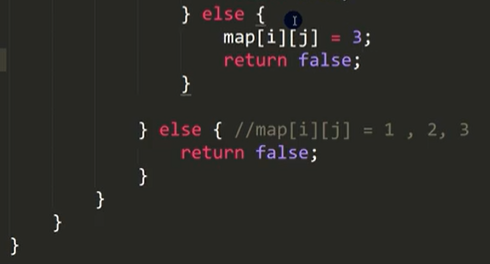 } else {
map[i][j] = 3;
return false;
}
} else { //map[i][j] = 1 , 2, 3
return false;
}
}
}
}